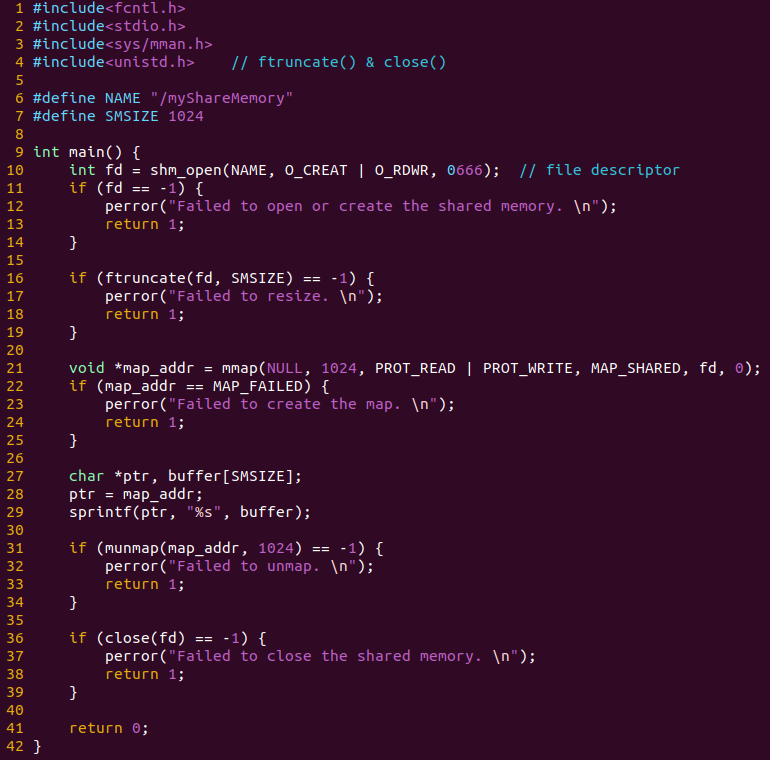 1 #include<fcntl.h>
2 #include<stdio.h>
3 #include<sys/mman.h>
4 #include<unistd.h>    // ftruncate() & close()
5
6 #define NAME "/myShareMemory"
7 #define SMSIZE 1024
8
9 int main() {
10     int fd = shm_open(NAME, O_CREAT | O_RDWR, 0666);  // file descriptor
11     if (fd == -1) {
12         perror("Failed to open or create the shared memory. \n");
13         return 1;
14     }
15
16     if (ftruncate(fd, SMSIZE) == -1) {
17         perror("Failed to resize. \n");
18         return 1;
19     }
20
21     void *map_addr = mmap(NULL, 1024, PROT_READ | PROT_WRITE, MAP_SHARED, fd, 0);
22     if (map_addr == MAP_FAILED) {
23         perror("Failed to create the map. \n");
24         return 1;
25     }
26
27     char *ptr, buffer[SMSIZE];
28     ptr = map_addr;
29     sprintf(ptr, "%s", buffer);
30
31     if (munmap(map_addr, 1024) == -1) {
32         perror("Failed to unmap. \n");
33         return 1;
34     }
35
36     if (close(fd) == -1) {
37         perror("Failed to close the shared memory. \n");
38         return 1;
39     }
40
41     return 0;
42 }